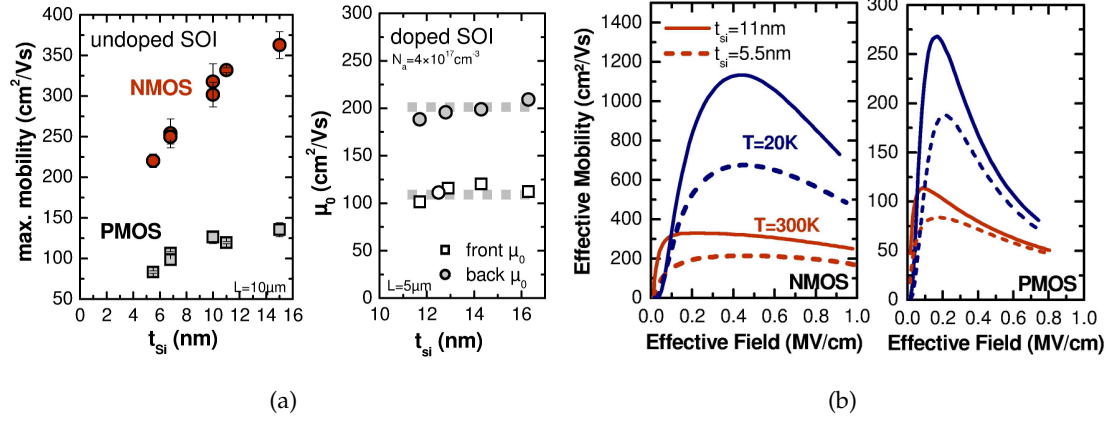 max. mobility (cm²/Vs)
400
350
300
250
200
150
100
50
undoped SOI
NMOS
PMOS
L=10μm
0 2 4 6 8 10 12 14 16
t_Si (nm)
μ₀ (cm²/Vs)
300
250
200
150
100
50
0
doped SOI
Nₐ=4×10¹⁷cm⁻³
front μ₀
back μ₀
L=5μm
10 12 14 16
t_si (nm)
(a)
Effective Mobility (cm²/Vs)
1400
1200
1000
800
600
400
200
0
t_si=11nm
t_si=5.5nm
T=20K
T=300K
NMOS
0.0 0.2 0.4 0.6 0.8 1.0
Effective Field (MV/cm)
300
250
200
150
100
50
0
PMOS
0.0 0.2 0.4 0.6 0.8 1.0
Effective Field (MV/cm)
(b)